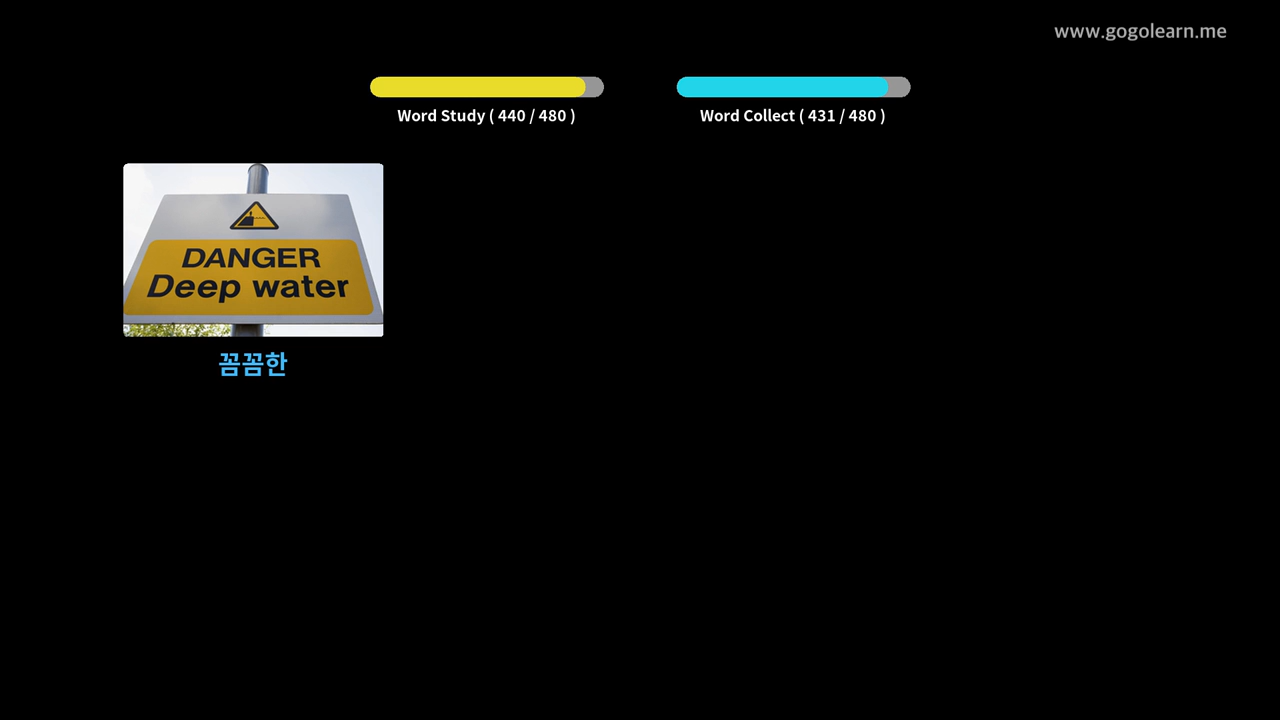 www.gogolearn.me
Word Study ( 440 / 480 )
Word Collect ( 431 / 480 )
DANGER
Deep water
꼼꼼한